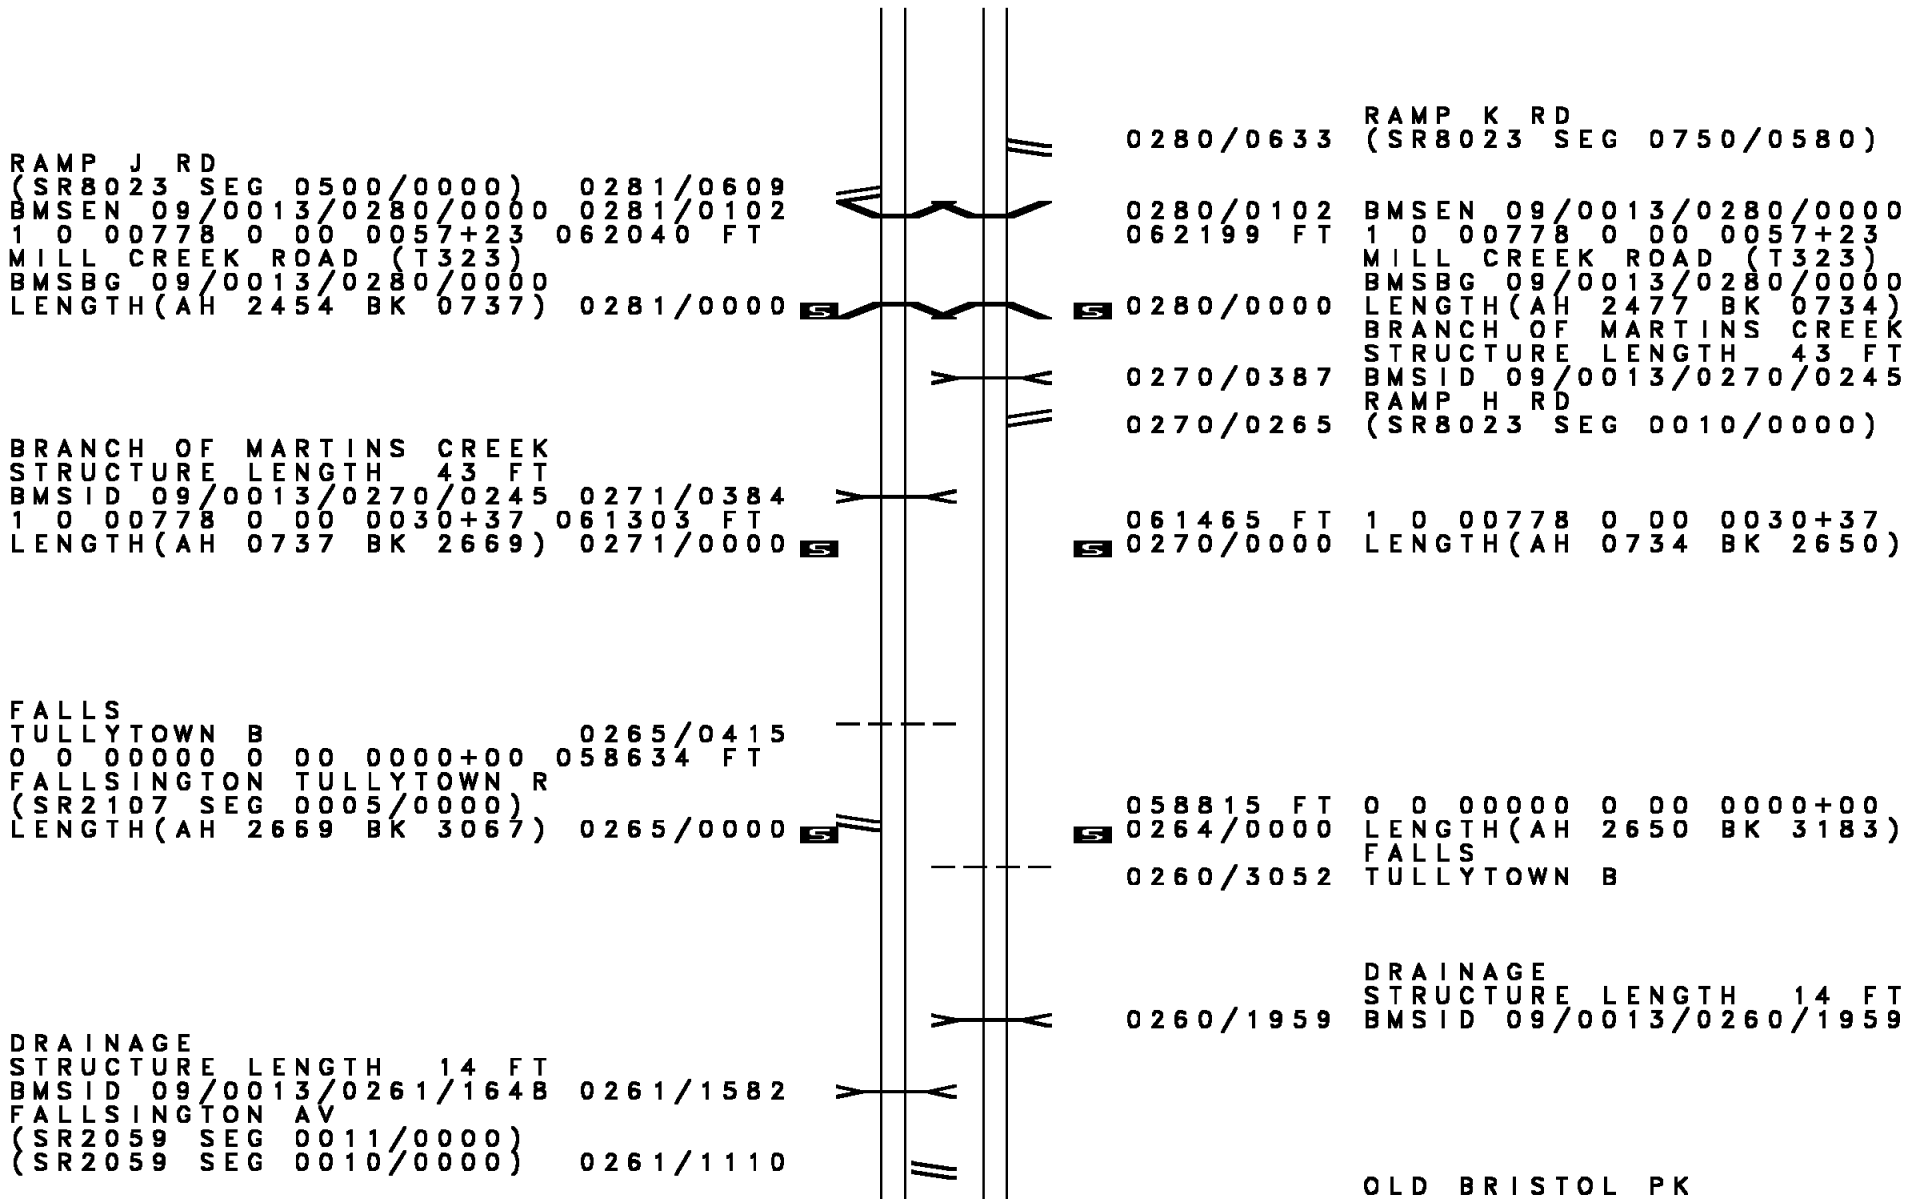 RAMP J RD
(SR8023 SEG 0500/0000) 0281/0609
BMSEN 09/0013/0280/0000 0281/0102
1 0 00778 0 00 0057+23 062040 FT
MILL CREEK ROAD (T323)
BMSBG 09/0013/0280/0000
LENGTH(AH 2454 BK 0737) 0281/0000 S
BRANCH OF MARTINS CREEK
STRUCTURE LENGTH 43 FT
BMSID 09/0013/0270/0245 0271/0384
1 0 00778 0 00 0030+37 061303 FT
LENGTH(AH 0737 BK 2669) 0271/0000 S
FALLS
TULLYTOWN B 0265/0415
0 0 00000 0 00 0000+00 058634 FT
FALLSINGTON TULLYTOWN R
(SR2107 SEG 0005/0000)
LENGTH(AH 2669 BK 3067) 0265/0000 S
DRAINAGE
STRUCTURE LENGTH 14 FT
BMSID 09/0013/0261/1648 0261/1582
FALLSINGTON AV
(SR2059 SEG 0011/0000)
(SR2059 SEG 0010/0000) 0261/1110
RAMP K RD
0280/0633 (SR8023 SEG 0750/0580)
0280/0102 BMSEN 09/0013/0280/0000
062199 FT 1 0 00778 0 00 0057+23
MILL CREEK ROAD (T323)
BMSBG 09/0013/0280/0000
S 0280/0000 LENGTH(AH 2477 BK 0734)
BRANCH OF MARTINS CREEK
STRUCTURE LENGTH 43 FT
0270/0387 BMSID 09/0013/0270/0245
RAMP H RD
0270/0265 (SR8023 SEG 0010/0000)
061465 FT 1 0 00778 0 00 0030+37
S 0270/0000 LENGTH(AH 0734 BK 2650)
058815 FT 0 0 00000 0 00 0000+00
S 0264/0000 LENGTH(AH 2650 BK 3183)
FALLS
0260/3052 TULLYTOWN B
DRAINAGE
STRUCTURE LENGTH 14 FT
0260/1959 BMSID 09/0013/0260/1959
OLD BRISTOL PK